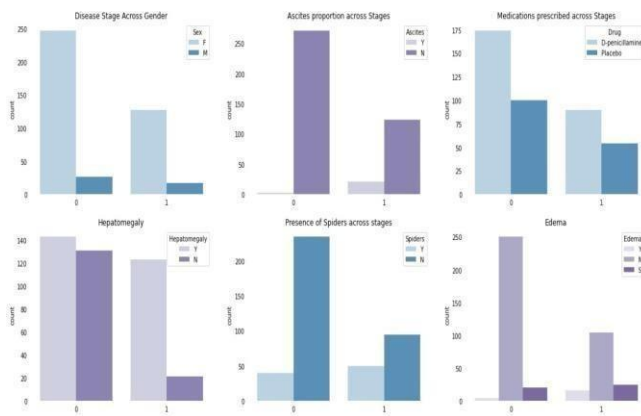 Disease Stage Across Gender
Sex
F
M
count
250
200
150
100
50
0
0 1
Ascites proportion across Stages
Ascites
Y
N
count
250
200
150
100
50
0
0 1
Medications prescribed across Stages
Drug
D-penicillamine
Placebo
count
175
150
125
100
75
50
25
0
0 1
Hepatomegaly
Hepatomegaly
Y
N
count
140
120
100
80
60
40
20
0
0 1
Presence of Spiders across stages
Spiders
Y
N
count
200
150
100
50
0
0 1
Edema
Edema
Y
N
S
count
250
200
150
100
50
0
0 1